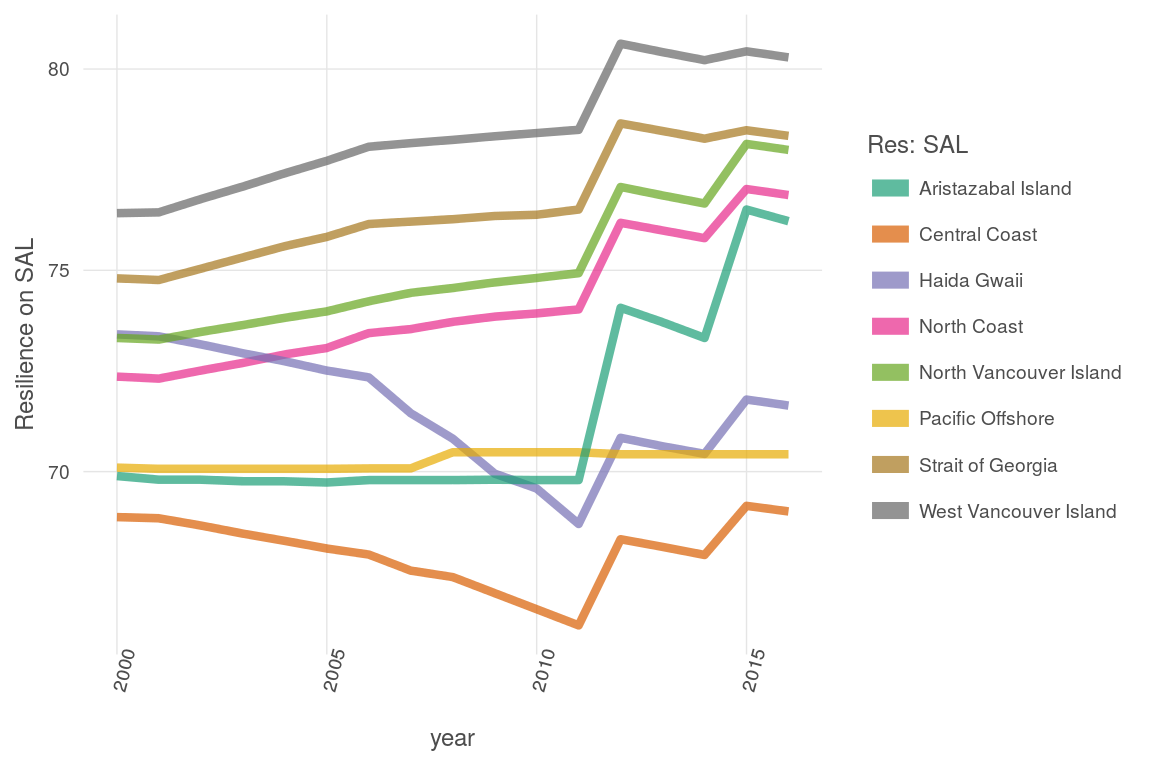 80
75
70
Resilience on SAL
2000
2005
2010
2015
year
Res: SAL
Aristazabal Island
Central Coast
Haida Gwaii
North Coast
North Vancouver Island
Pacific Offshore
Strait of Georgia
West Vancouver Island